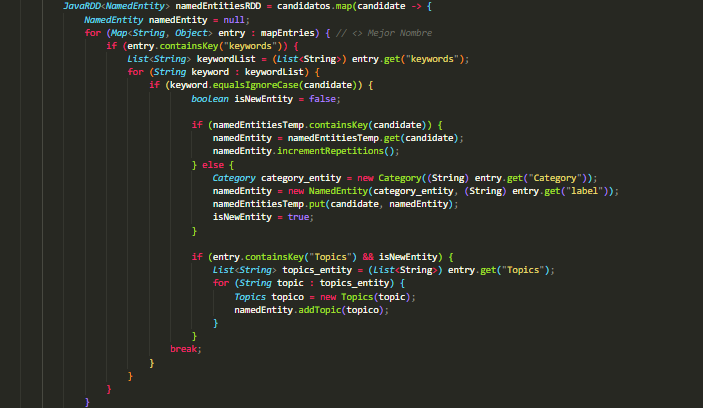 JavaRDD<NamedEntity> namedEntitiesRDD = candidatos.map(candidate -> {
NamedEntity namedEntity = null;
for (Map<String, Object> entry : mapEntries) { // <> Mejor Nombre
if (entry.containsKey("keywords")) {
List<String> keywordList = (List<String>) entry.get("keywords");
for (String keyword : keywordList) {
if (keyword.equalsIgnoreCase(candidate)) {
boolean isNewEntity = false;
if (namedEntitiesTemp.containsKey(candidate)) {
namedEntity = namedEntitiesTemp.get(candidate);
namedEntity.incrementRepetitions();
} else {
Category category_entity = new Category((String) entry.get("Category"));
namedEntity = new NamedEntity(category_entity, (String) entry.get("label"));
namedEntitiesTemp.put(candidate, namedEntity);
isNewEntity = true;
}
if (entry.containsKey("Topics") && isNewEntity) {
List<String> topics_entity = (List<String>) entry.get("Topics");
for (String topic : topics_entity) {
Topics topico = new Topics(topic);
namedEntity.addTopic(topico);
}
}
break;
}
}
}
}